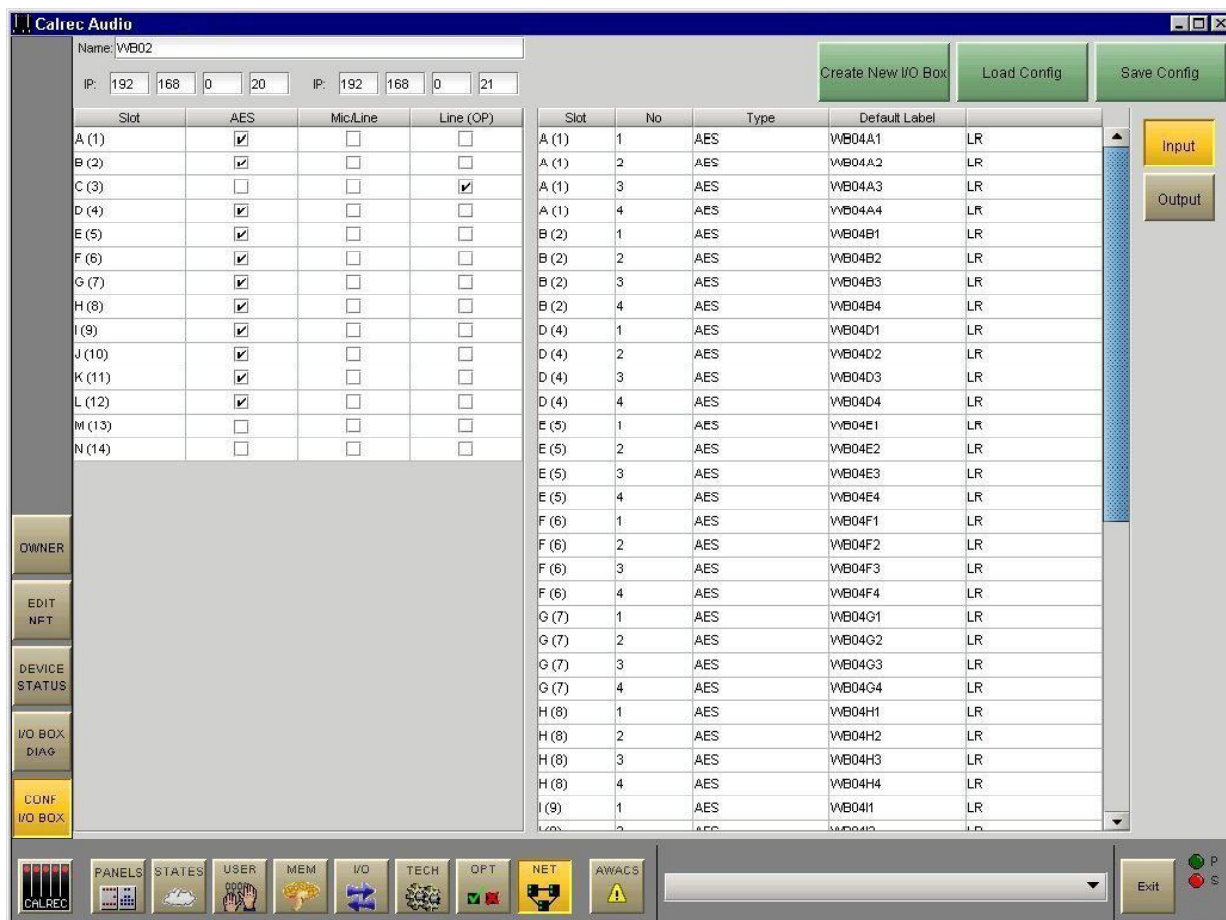 Calrec Audio
Name: WB02
IP: 192 168 0 20 IP: 192 168 0 21
Create New I/O Box
Load Config
Save Config
Slot AES Mic/Line Line (OP)
A (1)
B (2)
C (3)
D (4)
E (5)
F (6)
G (7)
H (8)
I (9)
J (10)
K (11)
L (12)
M (13)
N (14)
Slot No Type Default Label
A (1) 1 AES WB04A1 LR
A (1) 2 AES WB04A2 LR
A (1) 3 AES WB04A3 LR
A (1) 4 AES WB04A4 LR
B (2) 1 AES WB04B1 LR
B (2) 2 AES WB04B2 LR
B (2) 3 AES WB04B3 LR
B (2) 4 AES WB04B4 LR
D (4) 1 AES WB04D1 LR
D (4) 2 AES WB04D2 LR
D (4) 3 AES WB04D3 LR
D (4) 4 AES WB04D4 LR
E (5) 1 AES WB04E1 LR
E (5) 2 AES WB04E2 LR
E (5) 3 AES WB04E3 LR
E (5) 4 AES WB04E4 LR
F (6) 1 AES WB04F1 LR
F (6) 2 AES WB04F2 LR
F (6) 3 AES WB04F3 LR
F (6) 4 AES WB04F4 LR
G (7) 1 AES WB04G1 LR
G (7) 2 AES WB04G2 LR
G (7) 3 AES WB04G3 LR
G (7) 4 AES WB04G4 LR
H (8) 1 AES WB04H1 LR
H (8) 2 AES WB04H2 LR
H (8) 3 AES WB04H3 LR
H (8) 4 AES WB04H4 LR
I (9) 1 AES WB04I1 LR
Input
Output
OWNER
EDIT
NET
DEVICE
STATUS
I/O BOX
DIAG
CONF
I/O BOX
CALREC
PANELS
STATES
USER
MEM
I/O
TECH
OPT
NET
AWACS
Exit
P
S